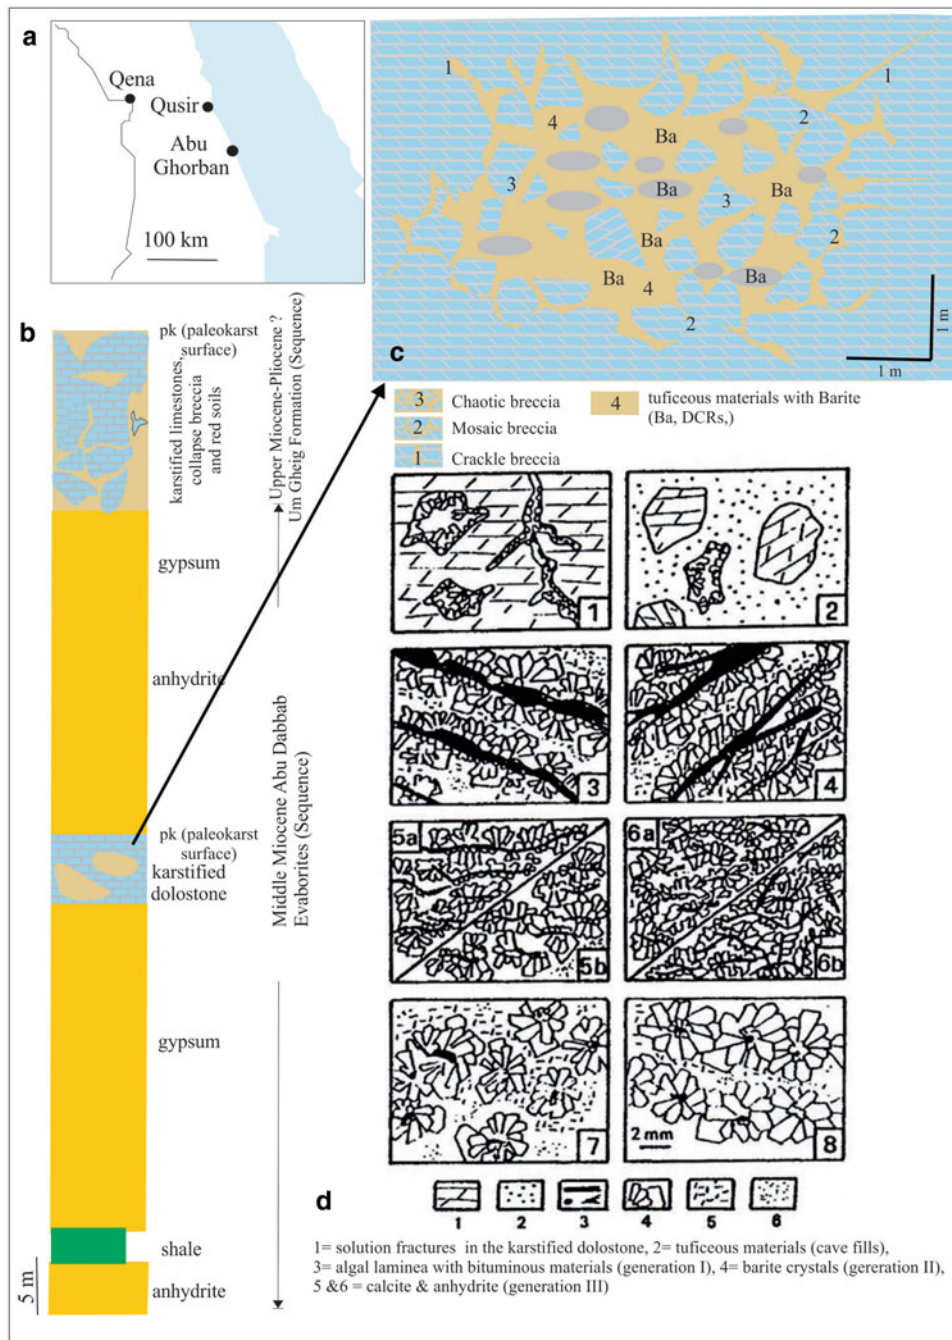 a
Qena
Qusir
Abu
Ghorban
100 km
1
1
2
4
Ba
3
Ba
3
Ba
Ba
2
Ba
4
Ba
2
1 m
1 m
b
pk (paleokarst
surface)
karstified limestones,
collapse breccia
and red soils
Upper Miocene-Pliocene ?
Um Gheig Formation (Sequence)
gypsum
anhydrite
pk (paleokarst
surface)
karstified
dolostone
Middle Miocene Abu Dabbab
Evaborites (Sequence)
gypsum
shale
anhydrite
5 m
c
3 Chaotic breccia
2 Mosaic breccia
1 Crackle breccia
4 tuficeous materials with Barite
(Ba, DCRs,)
1
2
3
4
5a
5b
6a
6b
7
2 mm
8
d
1 2 3 4 5 6
1= solution fractures in the karstified dolostone, 2= tuficeous materials (cave fills),
3= algal laminea with bituminous materials (generation I), 4= barite crystals (gereration II),
5 &6 = calcite & anhydrite (generation III)